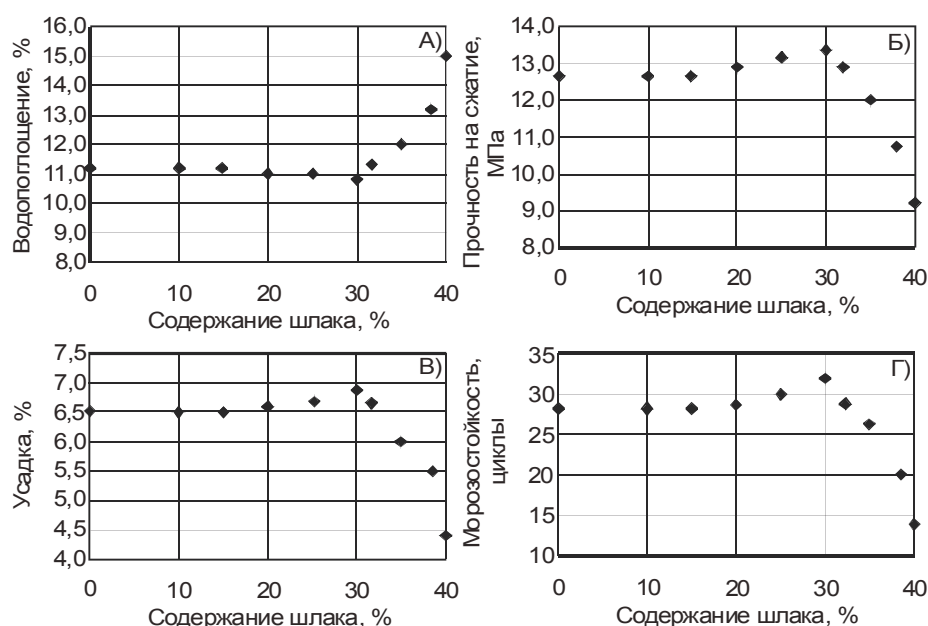 А)
Водопоглощение, %
16,0
15,0
14,0
13,0
12,0
11,0
10,0
9,0
8,0
0 10 20 30 40
Содержание шлака, %
Б)
Прочность на сжатие,
МПа
14,0
13,0
12,0
11,0
10,0
9,0
8,0
0 10 20 30 40
Содержание шлака, %
В)
Усадка, %
7,5
7,0
6,5
6,0
5,5
5,0
4,5
4,0
0 10 20 30 40
Содержание шлака, %
Г)
Морозостойкость,
циклы
35
30
25
20
15
10
0 10 20 30 40
Содержание шлака, %